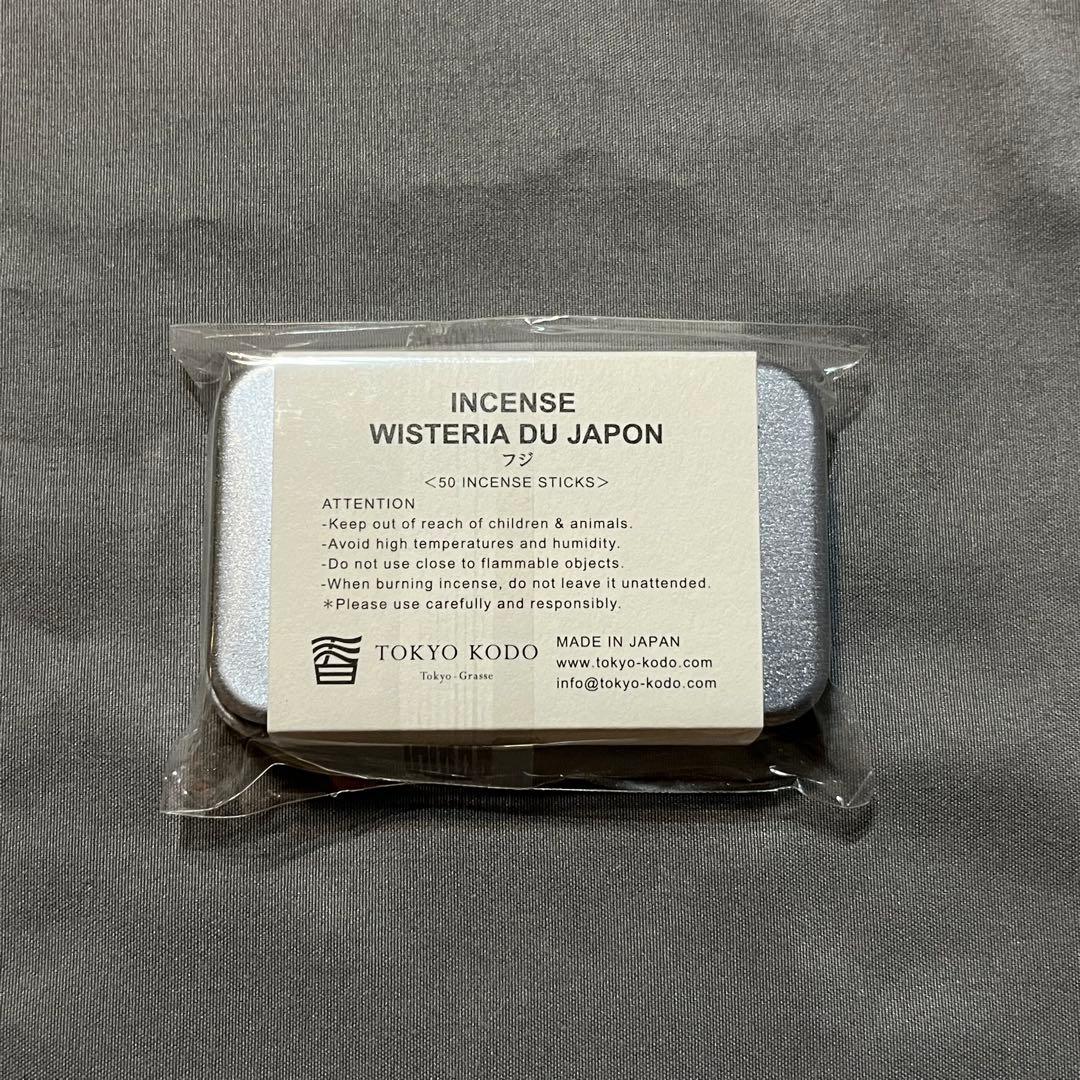 INCENSE
WISTERIA DU JAPON
フジ
<50 INCENSE STICKS>
ATTENTION
-Keep out of reach of children & animals.
-Avoid high temperatures and humidity.
-Do not use close to flammable objects.
-When burning incense, do not leave it unattended.
*Please use carefully and responsibly.
TOKYO KODO
Tokyo-Grasse
MADE IN JAPAN
www.tokyo-kodo.com
info@tokyo-kodo.com